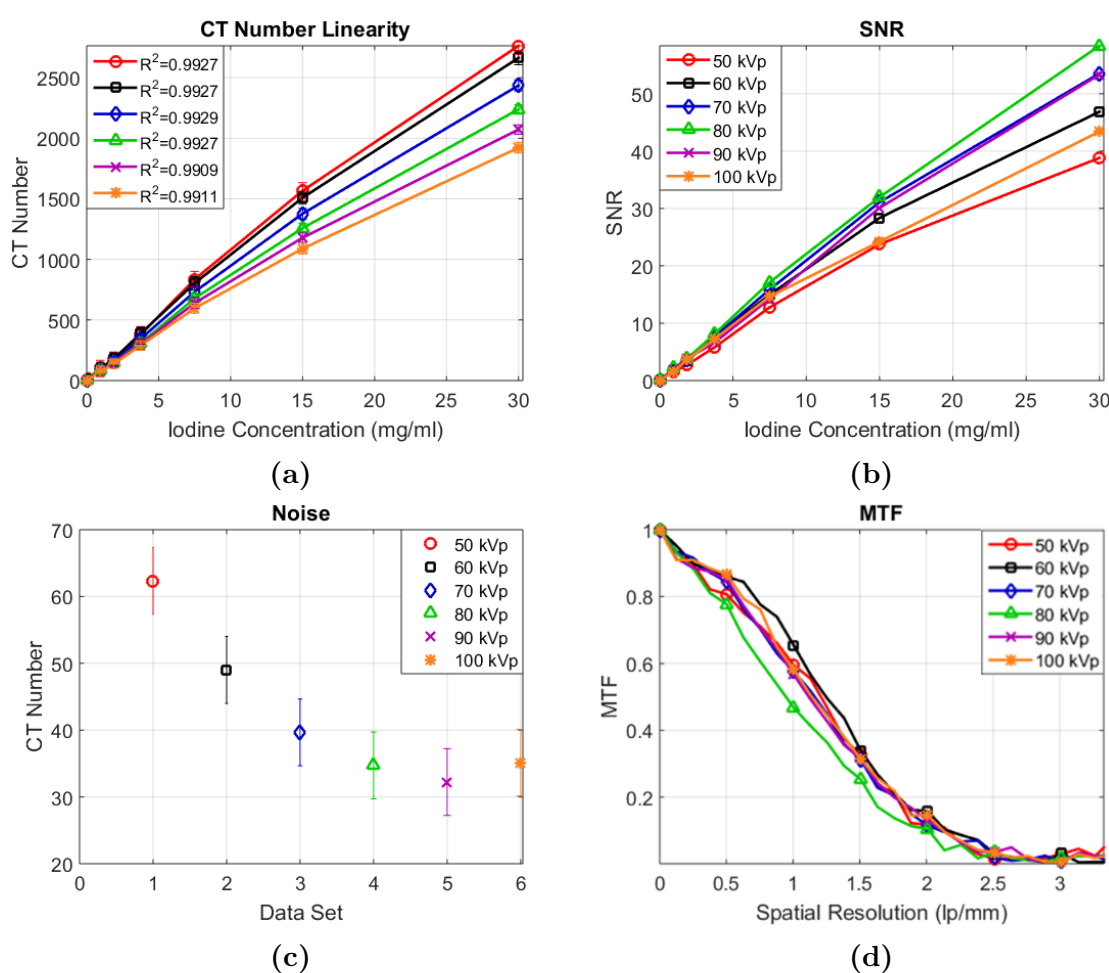 CT Number Linearity
CT Number
2500
2000
1500
1000
500
0
R²=0.9927
R²=0.9927
R²=0.9929
R²=0.9927
R²=0.9909
R²=0.9911
0 5 10 15 20 25 30
Iodine Concentration (mg/ml)
(a)
SNR
SNR
50
40
30
20
10
0
50 kVp
60 kVp
70 kVp
80 kVp
90 kVp
100 kVp
0 5 10 15 20 25 30
Iodine Concentration (mg/ml)
(b)
Noise
CT Number
70
60
50
40
30
20
50 kVp
60 kVp
70 kVp
80 kVp
90 kVp
100 kVp
0 1 2 3 4 5 6
Data Set
(c)
MTF
MTF
1
0.8
0.6
0.4
0.2
50 kVp
60 kVp
70 kVp
80 kVp
90 kVp
100 kVp
0 0.5 1 1.5 2 2.5 3
Spatial Resolution (lp/mm)
(d)